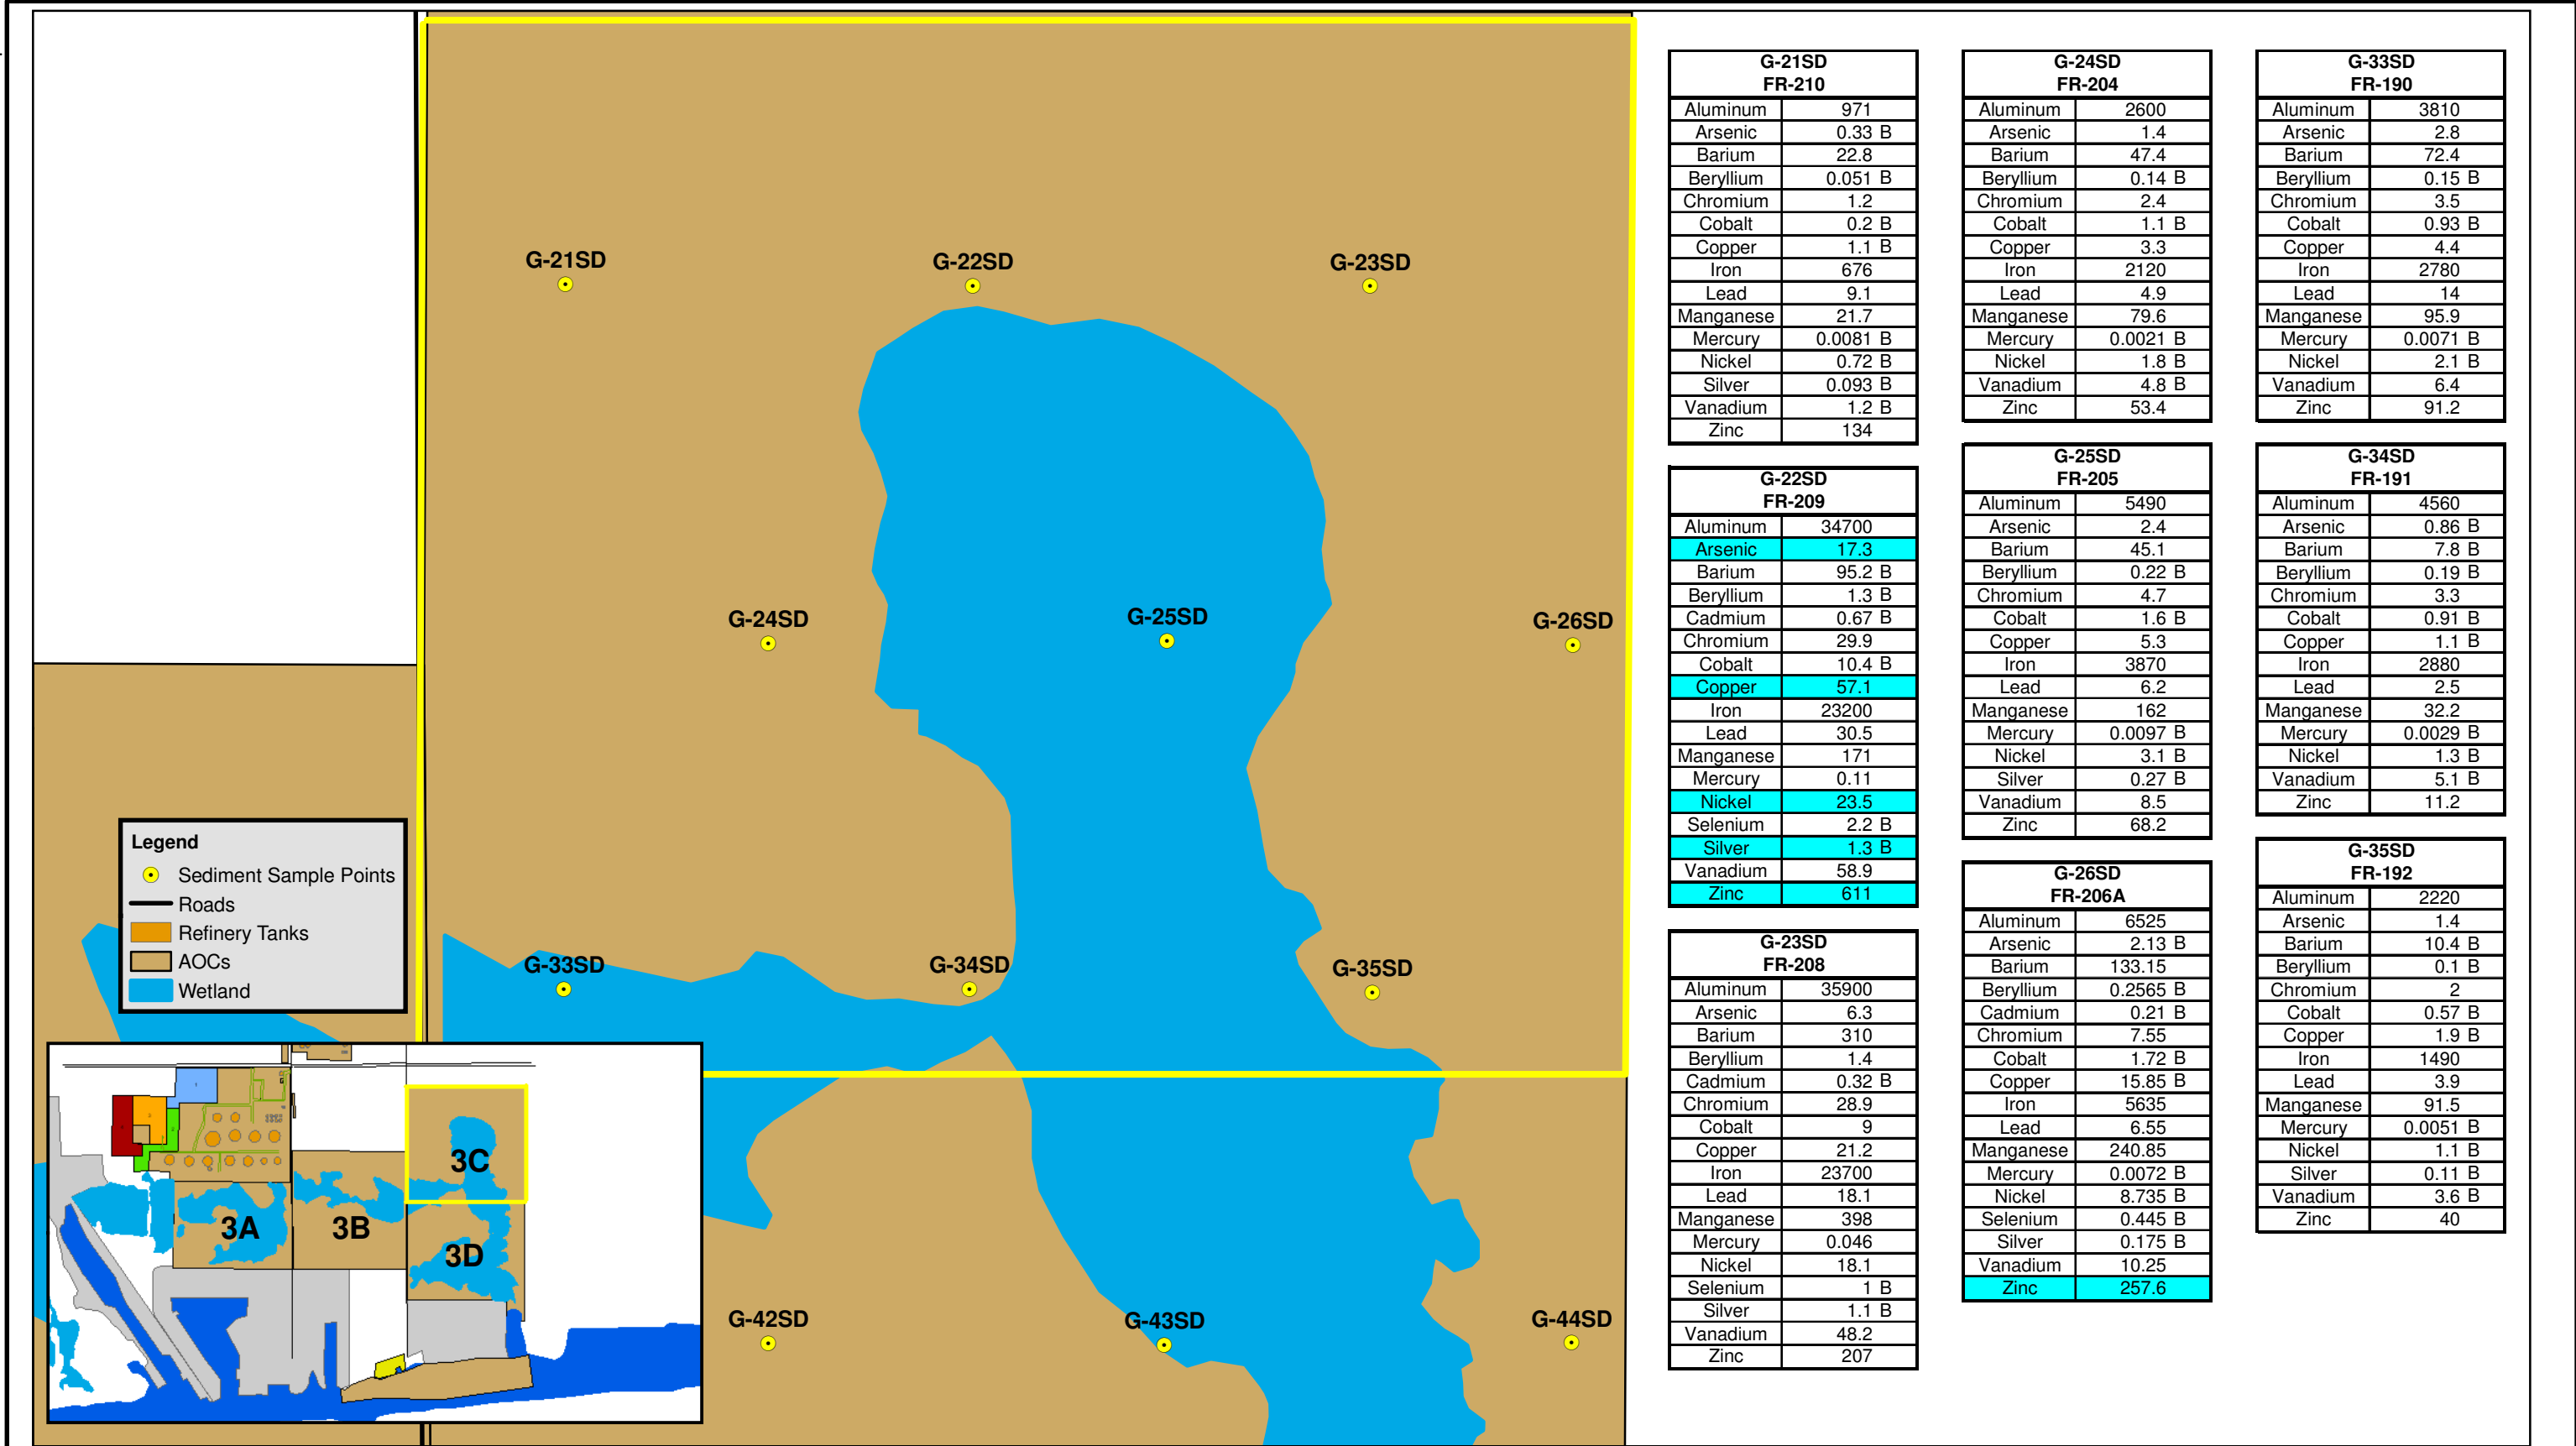 G-21SD
G-22SD
G-23SD
G-24SD
G-25SD
G-26SD
G-33SD
G-34SD
G-35SD
G-42SD
G-43SD
G-44SD
Legend
Sediment Sample Points
Roads
Refinery Tanks
AOCs
Wetland
3A
3B
3C
3D
G-21SD
FR-210
Aluminum 971
Arsenic 0.33 B
Barium 22.8
Beryllium 0.051 B
Chromium 1.2
Cobalt 0.2 B
Copper 1.1 B
Iron 676
Lead 9.1
Manganese 21.7
Mercury 0.0081 B
Nickel 0.72 B
Silver 0.093 B
Vanadium 1.2 B
Zinc 134
G-22SD
FR-209
Aluminum 34700
Arsenic 17.3
Barium 95.2 B
Beryllium 1.3 B
Cadmium 0.67 B
Chromium 29.9
Cobalt 10.4 B
Copper 57.1
Iron 23200
Lead 30.5
Manganese 171
Mercury 0.11
Nickel 23.5
Selenium 2.2 B
Silver 1.3 B
Vanadium 58.9
Zinc 611
G-23SD
FR-208
Aluminum 35900
Arsenic 6.3
Barium 310
Beryllium 1.4
Cadmium 0.32 B
Chromium 28.9
Cobalt 9
Copper 21.2
Iron 23700
Lead 18.1
Manganese 398
Mercury 0.046
Nickel 18.1
Selenium 1 B
Silver 1.1 B
Vanadium 48.2
Zinc 207
G-24SD
FR-204
Aluminum 2600
Arsenic 1.4
Barium 47.4
Beryllium 0.14 B
Chromium 2.4
Cobalt 1.1 B
Copper 3.3
Iron 2120
Lead 4.9
Manganese 79.6
Mercury 0.0021 B
Nickel 1.8 B
Vanadium 4.8 B
Zinc 53.4
G-25SD
FR-205
Aluminum 5490
Arsenic 2.4
Barium 45.1
Beryllium 0.22 B
Chromium 4.7
Cobalt 1.6 B
Copper 5.3
Iron 3870
Lead 6.2
Manganese 162
Mercury 0.0097 B
Nickel 3.1 B
Silver 0.27 B
Vanadium 8.5
Zinc 68.2
G-26SD
FR-206A
Aluminum 6525
Arsenic 2.13 B
Barium 133.15
Beryllium 0.2565 B
Cadmium 0.21 B
Chromium 7.55
Cobalt 1.72 B
Copper 15.85 B
Iron 5635
Lead 6.55
Manganese 240.85
Mercury 0.0072 B
Nickel 8.735 B
Selenium 0.445 B
Silver 0.175 B
Vanadium 10.25
Zinc 257.6
G-33SD
FR-190
Aluminum 3810
Arsenic 2.8
Barium 72.4
Beryllium 0.15 B
Chromium 3.5
Cobalt 0.93 B
Copper 4.4
Iron 2780
Lead 14
Manganese 95.9
Mercury 0.0071 B
Nickel 2.1 B
Vanadium 6.4
Zinc 91.2
G-34SD
FR-191
Aluminum 4560
Arsenic 0.86 B
Barium 7.8 B
Beryllium 0.19 B
Chromium 3.3
Cobalt 0.91 B
Copper 1.1 B
Iron 2880
Lead 2.5
Manganese 32.2
Mercury 0.0029 B
Nickel 1.3 B
Vanadium 5.1 B
Zinc 11.2
G-35SD
FR-192
Aluminum 2220
Arsenic 1.4
Barium 10.4 B
Beryllium 0.1 B
Chromium 2
Cobalt 0.57 B
Copper 1.9 B
Iron 1490
Lead 3.9
Manganese 91.5
Mercury 0.0051 B
Nickel 1.1 B
Silver 0.11 B
Vanadium 3.6 B
Zinc 40